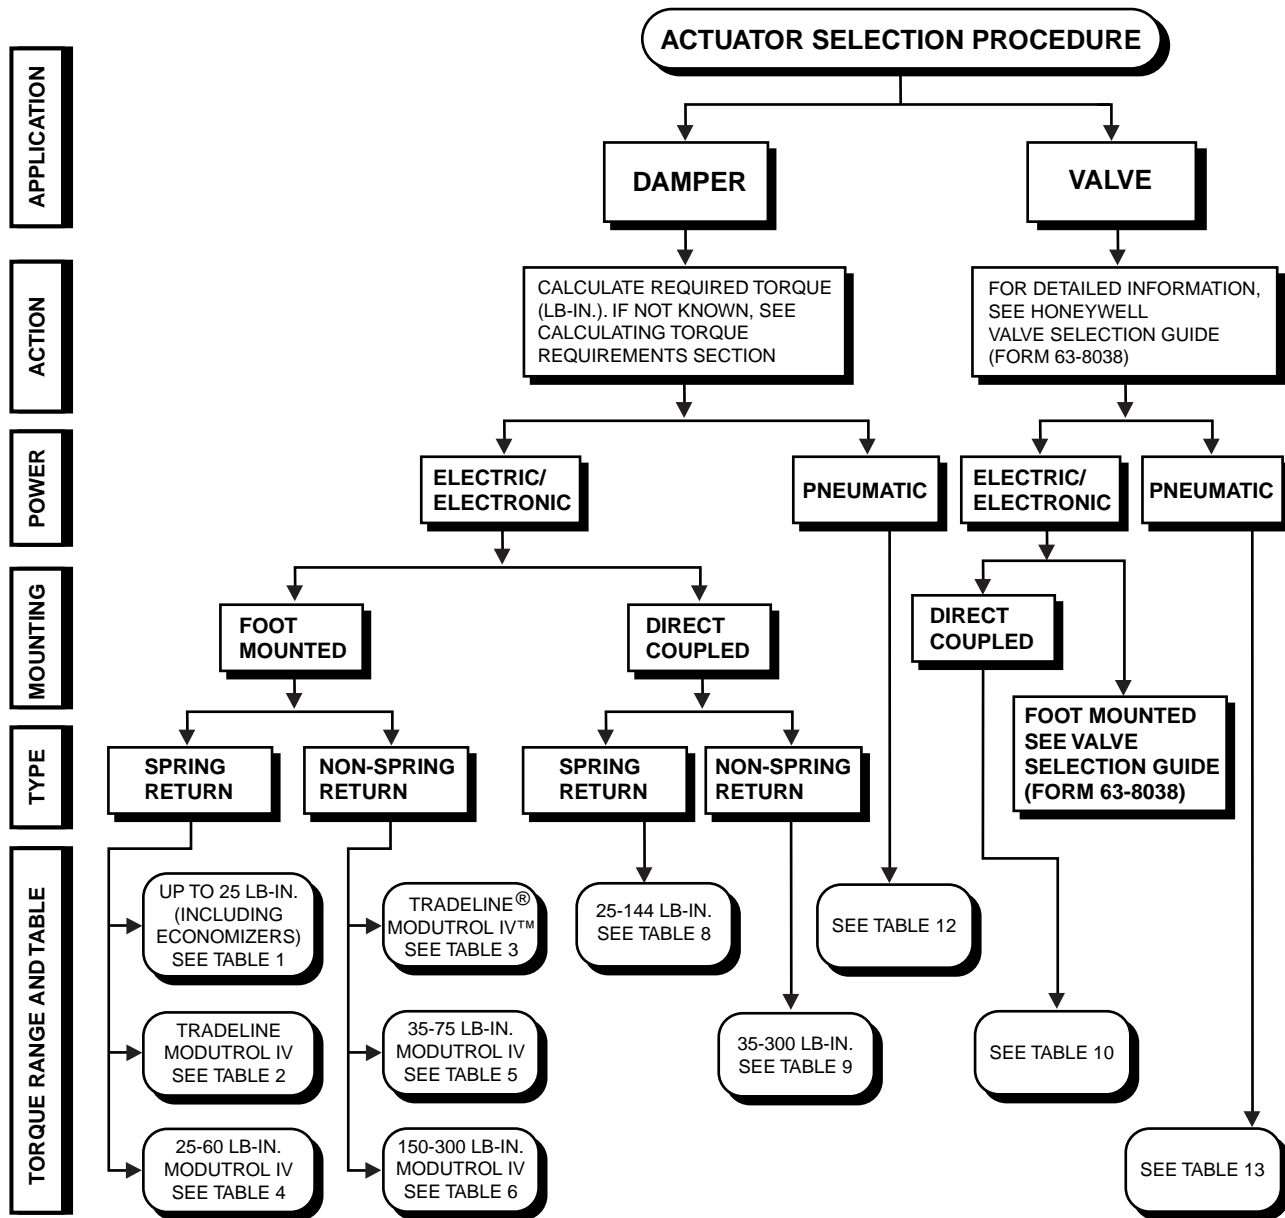 ACTUATOR SELECTION PROCEDURE
APPLICATION
DAMPER
VALVE
ACTION
CALCULATE REQUIRED TORQUE
(LB-IN.). IF NOT KNOWN, SEE
CALCULATING TORQUE
REQUIREMENTS SECTION
FOR DETAILED INFORMATION,
SEE HONEYWELL
VALVE SELECTION GUIDE
(FORM 63-8038)
POWER
ELECTRIC/
ELECTRONIC
PNEUMATIC
ELECTRIC/
ELECTRONIC
PNEUMATIC
MOUNTING
FOOT
MOUNTED
DIRECT
COUPLED
DIRECT
COUPLED
FOOT MOUNTED
SEE VALVE
SELECTION GUIDE
(FORM 63-8038)
TYPE
SPRING
RETURN
NON-SPRING
RETURN
SPRING
RETURN
NON-SPRING
RETURN
TORQUE RANGE AND TABLE
UP TO 25 LB-IN.
(INCLUDING
ECONOMIZERS)
SEE TABLE 1
TRADELINE®
MODUTROL IV™
SEE TABLE 3
25-144 LB-IN.
SEE TABLE 8
SEE TABLE 12
TRADELINE
MODUTROL IV
SEE TABLE 2
35-75 LB-IN.
MODUTROL IV
SEE TABLE 5
35-300 LB-IN.
SEE TABLE 9
SEE TABLE 10
25-60 LB-IN.
MODUTROL IV
SEE TABLE 4
150-300 LB-IN.
MODUTROL IV
SEE TABLE 6
SEE TABLE 13